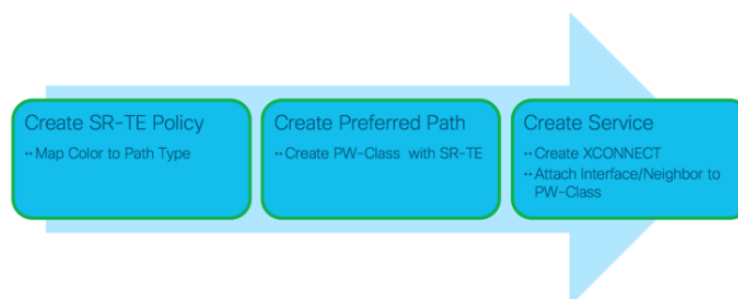 Create SR-TE Policy
•• Map Color to Path Type
Create Preferred Path
•• Create PW-Class with SR-TE
Create Service
•• Create XCONNECT
•• Attach Interface/Neighbor to
PW-Class